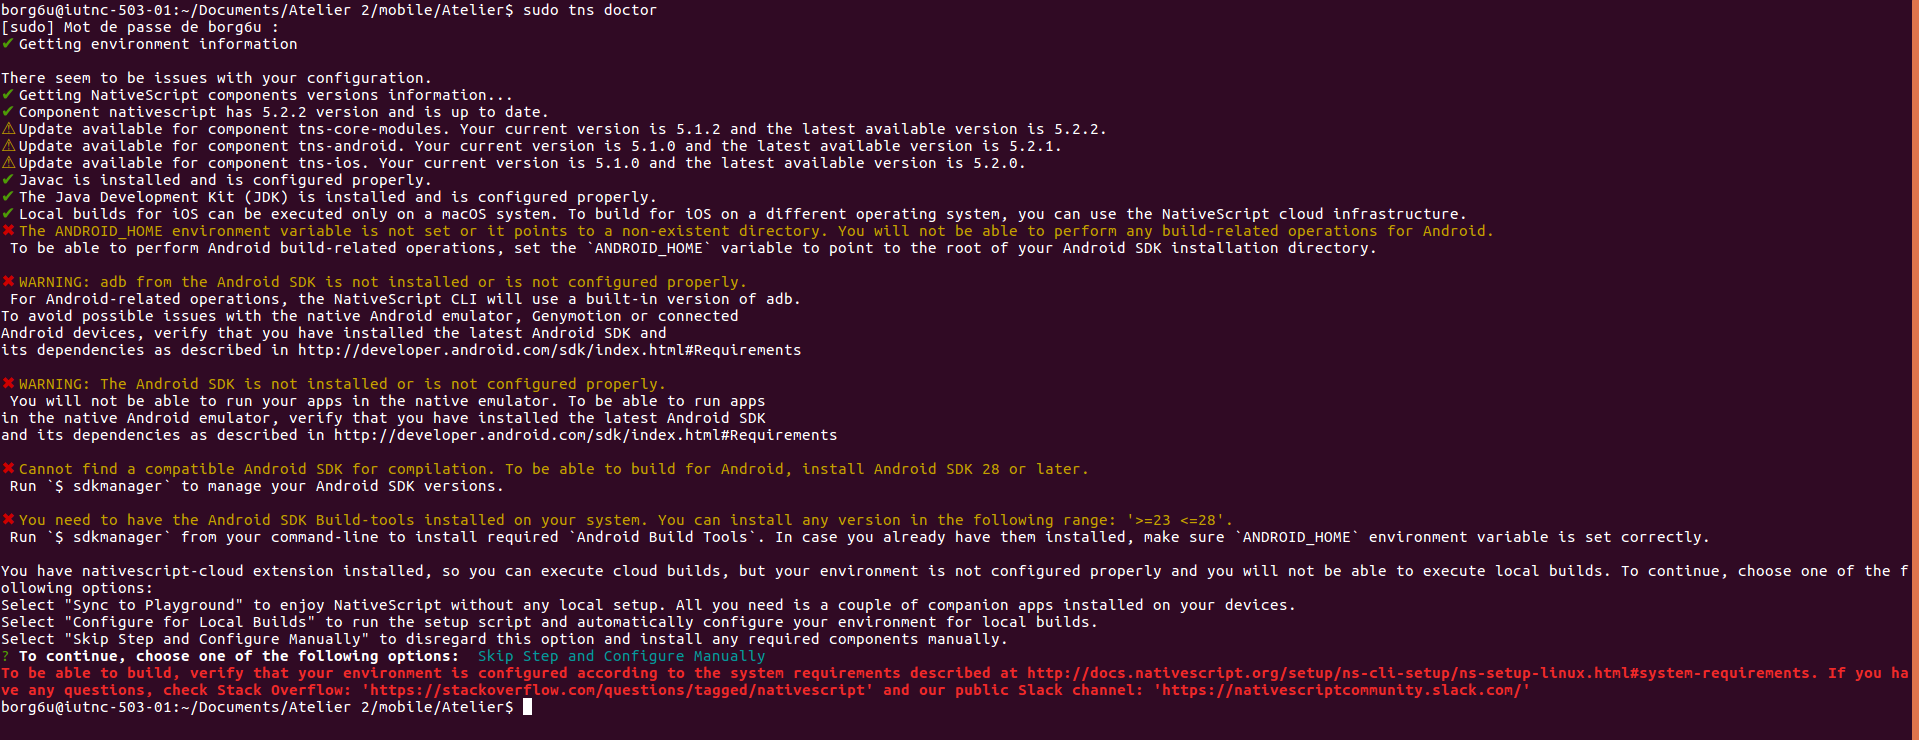 borg6u@iutnc-503-01:~/Documents/Atelier 2/mobile/Atelier$ sudo tns doctor
[sudo] Mot de passe de borg6u :
✔ Getting environment information
There seem to be issues with your configuration.
✔ Getting NativeScript components versions information...
✔ Component nativescript has 5.2.2 version and is up to date.
⚠ Update available for component tns-core-modules. Your current version is 5.1.2 and the latest available version is 5.2.2.
⚠ Update available for component tns-android. Your current version is 5.1.0 and the latest available version is 5.2.1.
⚠ Update available for component tns-ios. Your current version is 5.1.0 and the latest available version is 5.2.0.
✔ Javac is installed and is configured properly.
✔ The Java Development Kit (JDK) is installed and is configured properly.
✔ Local builds for iOS can be executed only on a macOS system. To build for iOS on a different operating system, you can use the NativeScript cloud infrastructure.
✖ The ANDROID_HOME environment variable is not set or it points to a non-existent directory. You will not be able to perform any build-related operations for Android.
To be able to perform Android build-related operations, set the `ANDROID_HOME` variable to point to the root of your Android SDK installation directory.
✖ WARNING: adb from the Android SDK is not installed or is not configured properly.
For Android-related operations, the NativeScript CLI will use a built-in version of adb.
To avoid possible issues with the native Android emulator, Genymotion or connected
Android devices, verify that you have installed the latest Android SDK and
its dependencies as described in http://developer.android.com/sdk/index.html#Requirements
✖ WARNING: The Android SDK is not installed or is not configured properly.
You will not be able to run your apps in the native emulator. To be able to run apps
in the native Android emulator, verify that you have installed the latest Android SDK
and its dependencies as described in http://developer.android.com/sdk/index.html#Requirements
✖ Cannot find a compatible Android SDK for compilation. To be able to build for Android, install Android SDK 28 or later.
Run `$ sdkmanager` to manage your Android SDK versions.
✖ You need to have the Android SDK Build-tools installed on your system. You can install any version in the following range: '>=23 <=28'.
Run `$ sdkmanager` from your command-line to install required `Android Build Tools`. In case you already have them installed, make sure `ANDROID_HOME` environment variable is set correctly.
You have nativescript-cloud extension installed, so you can execute cloud builds, but your environment is not configured properly and you will not be able to execute local builds. To continue, choose one of the f
ollowing options:
Select "Sync to Playground" to enjoy NativeScript without any local setup. All you need is a couple of companion apps installed on your devices.
Select "Configure for Local Builds" to run the setup script and automatically configure your environment for local builds.
Select "Skip Step and Configure Manually" to disregard this option and install any required components manually.
? To continue, choose one of the following options: Skip Step and Configure Manually
To be able to build, verify that your environment is configured according to the system requirements described at http://docs.nativescript.org/setup/ns-cli-setup/ns-setup-linux.html#system-requirements. If you ha
ve any questions, check Stack Overflow: 'https://stackoverflow.com/questions/tagged/nativescript' and our public Slack channel: 'https://nativescriptcommunity.slack.com/'
borg6u@iutnc-503-01:~/Documents/Atelier 2/mobile/Atelier$